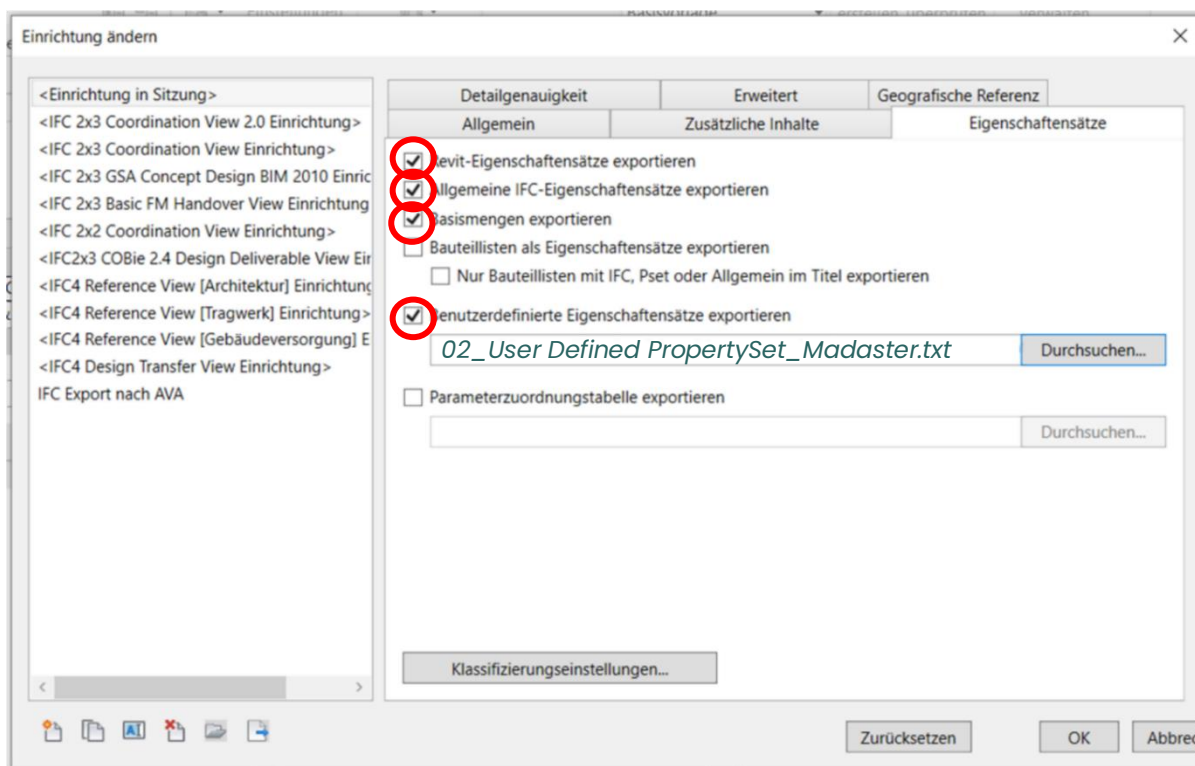 Einrichtung ändern
<Einrichtung in Sitzung>
<IFC 2x3 Coordination View 2.0 Einrichtung>
<IFC 2x3 Coordination View Einrichtung>
<IFC 2x3 GSA Concept Design BIM 2010 Einric
<IFC 2x3 Basic FM Handover View Einrichtung
<IFC 2x2 Coordination View Einrichtung>
<IFC2x3 COBie 2.4 Design Deliverable View Ein
<IFC4 Reference View [Architektur] Einrichtung
<IFC4 Reference View [Tragwerk] Einrichtung>
<IFC4 Reference View [Gebäudeversorgung] E
<IFC4 Design Transfer View Einrichtung>
IFC Export nach AVA
Detailgenauigkeit Erweitert Geografische Referenz
Allgemein Zusätzliche Inhalte Eigenschaftensätze
Revit-Eigenschaftensätze exportieren
Allgemeine IFC-Eigenschaftensätze exportieren
Basismengen exportieren
Bauteillisten als Eigenschaftensätze exportieren
Nur Bauteillisten mit IFC, Pset oder Allgemein im Titel exportieren
Benutzerdefinierte Eigenschaftensätze exportieren
02_User Defined PropertySet_Madaster.txt Durchsuchen...
Parameterzuordnungstabelle exportieren
Durchsuchen...
Klassifizierungseinstellungen...
Zurücksetzen OK Abbrec